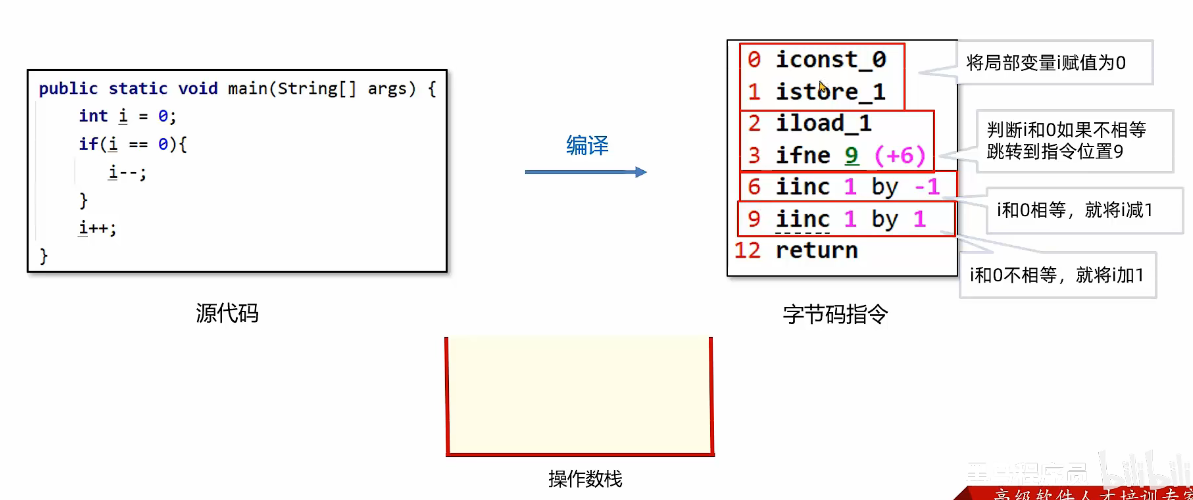 public static void main(String[] args) {
int i = 0;
if(i == 0){
i--;
}
i++;
}
源代码
编译
0 iconst_0
1 istore_1
2 iload_1
3 ifne 9 (+6)
6 iinc 1 by -1
9 iinc 1 by 1
12 return
字节码指令
将局部变量i赋值为0
判断i和0如果不相等
跳转到指令位置9
i和0相等，就将i减1
i和0不相等，就将i加1
操作数栈
bilibili
高级软件人才培训专家